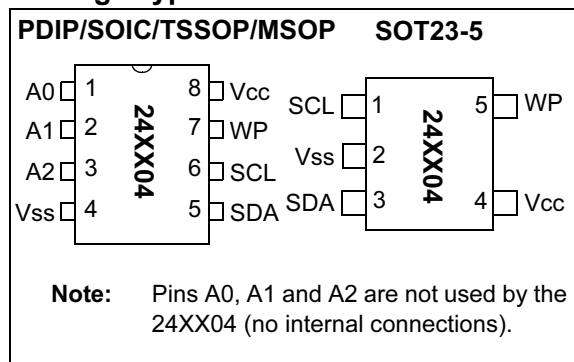 PDIP/SOIC/TSSOP/MSOP
A0 1 8 Vcc
A1 2 7 WP
A2 3 6 SCL
Vss 4 5 SDA
24XX04
SOT23-5
SCL 1 5 WP
Vss 2
SDA 3 4 Vcc
24XX04
Note: Pins A0, A1 and A2 are not used by the
24XX04 (no internal connections).